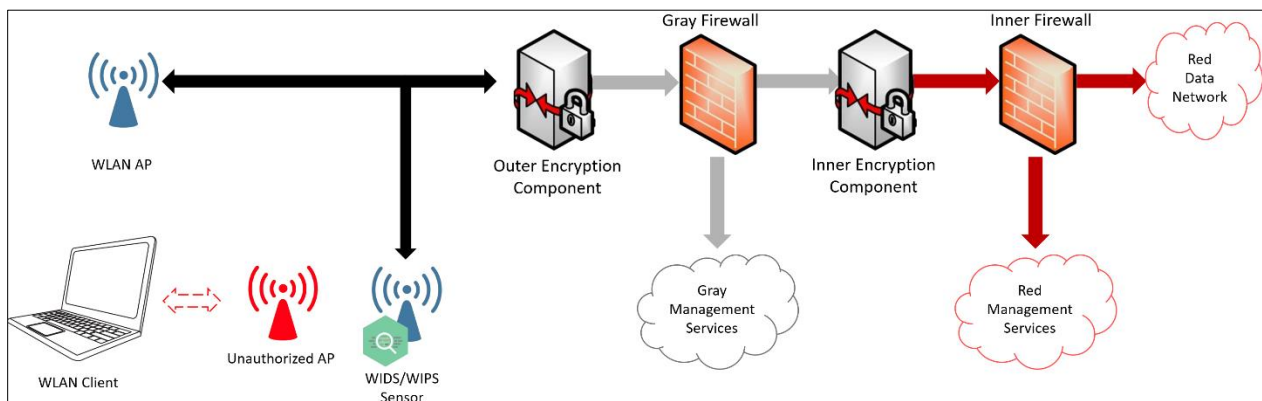 Gray Firewall
Inner Firewall
Red
Data
Network
WLAN AP
Outer Encryption
Component
Inner Encryption
Component
Gray
Management
Services
Red
Management
Services
Unauthorized AP
WLAN Client
WIDS/WIPS
Sensor